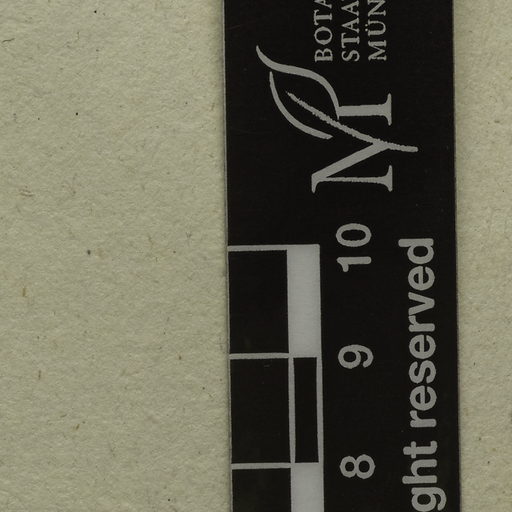 BOTA
STAA
MÜN
M
10
9
8
ght reserved